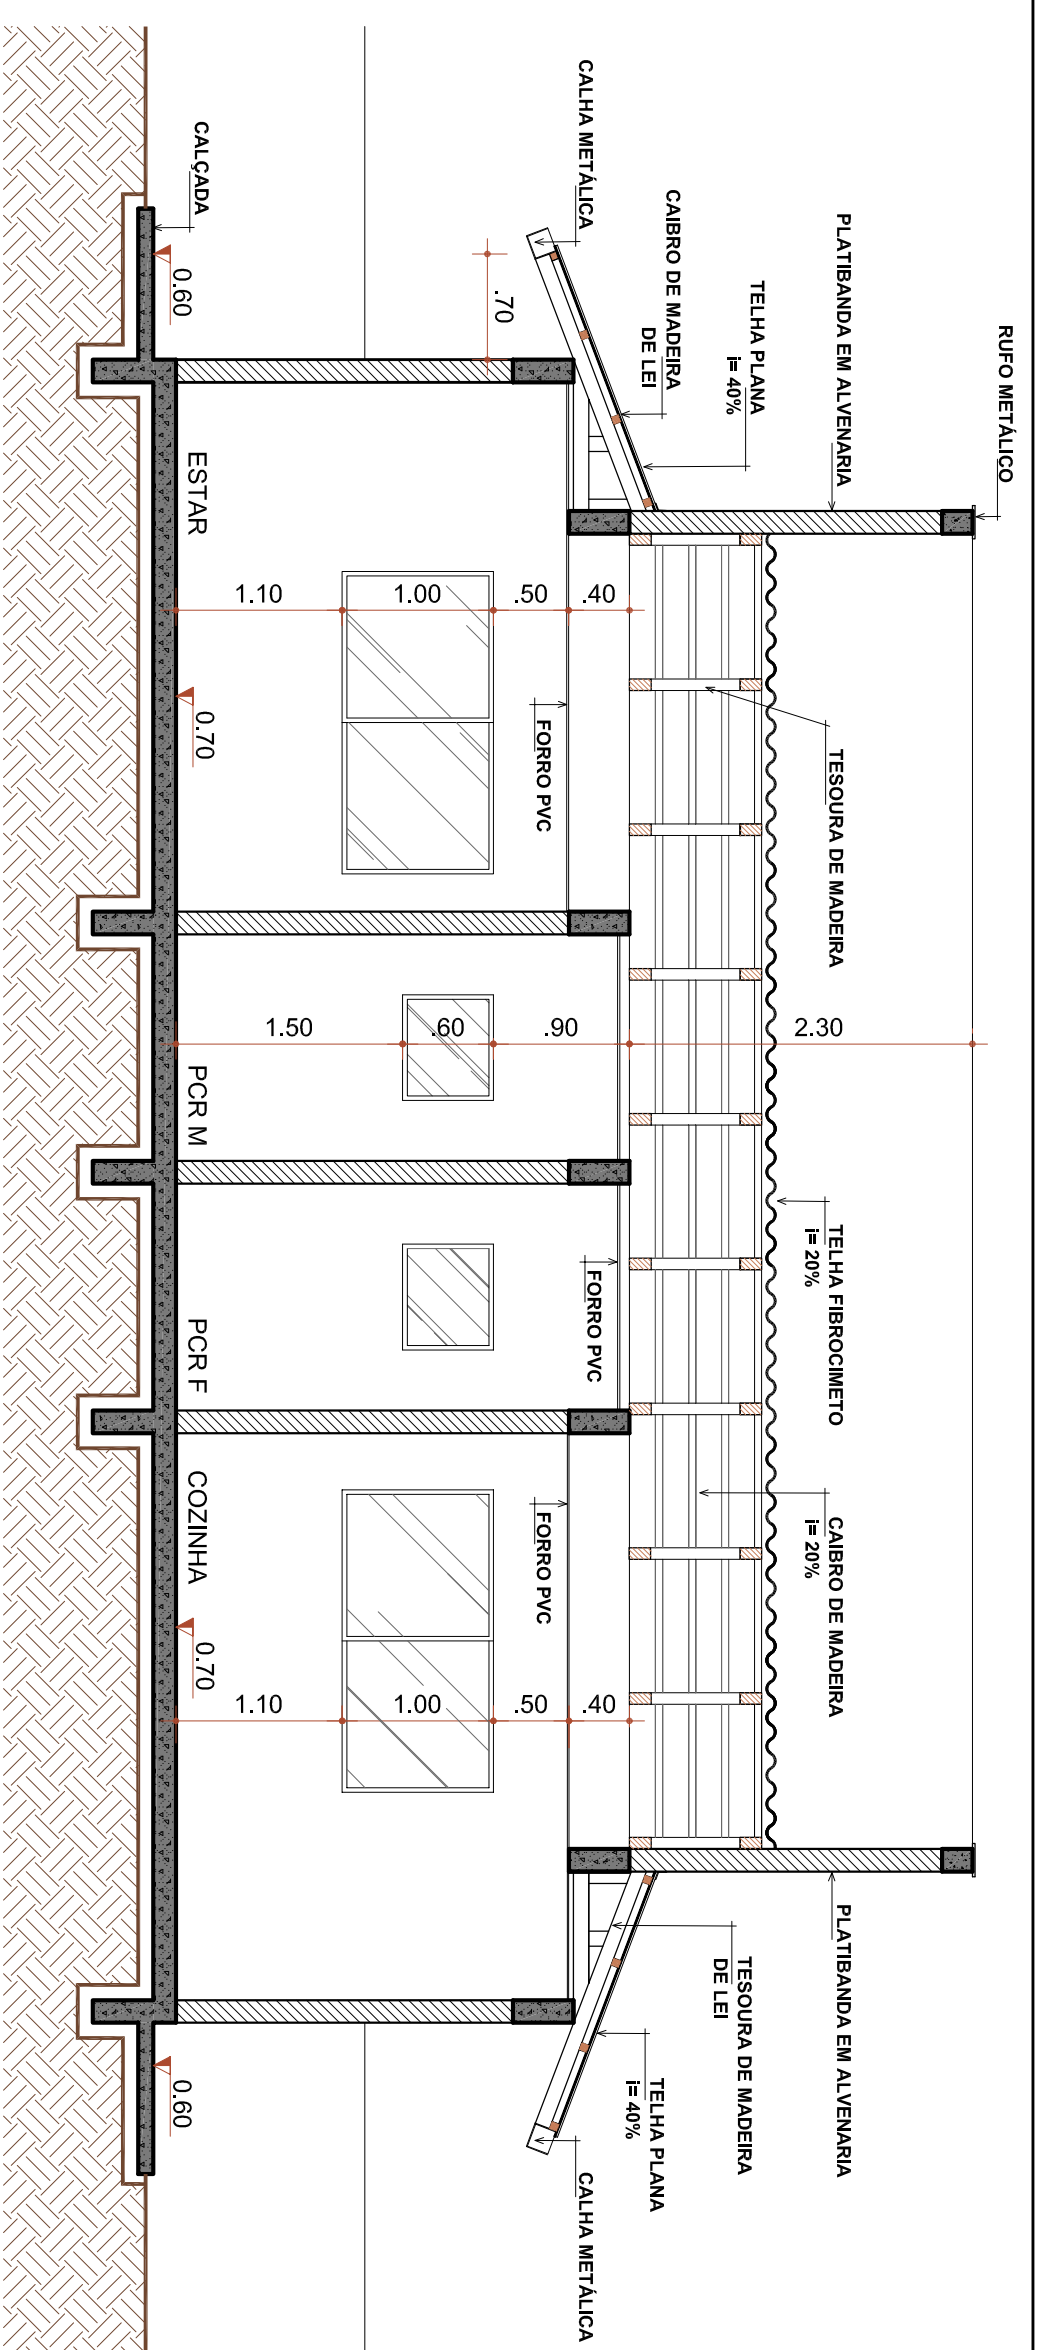 RUFO METÁLICO
PLATIBANDA EM ALVENARIA
TELHA PLANA
i= 40%
CAIBRO DE MADEIRA
DE LEI
CALHA METÁLICA
.70
CALÇADA
0.60
TESOURA DE MADEIRA
TELHA FIBROCIMETO
i= 20%
CAIBRO DE MADEIRA
i= 20%
PLATIBANDA EM ALVENARIA
TESOURA DE MADEIRA
DE LEI
TELHA PLANA
i= 40%
CALHA METÁLICA
2.30
.40
.50
1.00
1.10
FORRO PVC
ESTAR
0.70
.90
.60
1.50
PCR M
FORRO PVC
PCR F
FORRO PVC
COZINHA
0.70
.40
.50
1.00
1.10
0.60